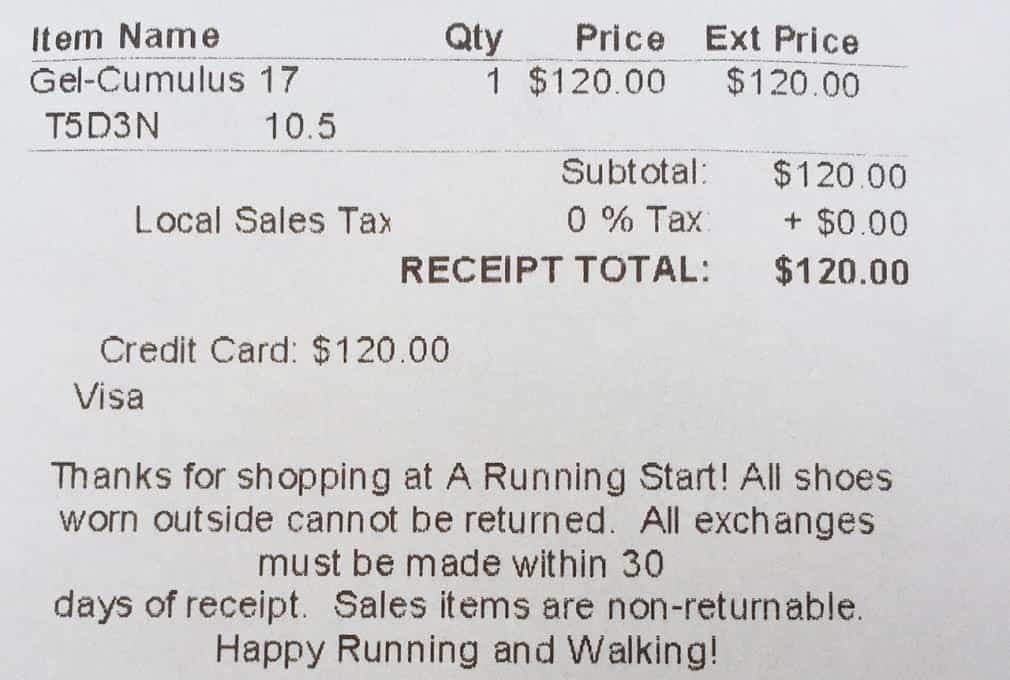 Item Name Qty Price Ext Price
Gel-Cumulus 17 1 $120.00 $120.00
T5D3N 10.5
Subtotal: $120.00
Local Sales Tax 0 % Tax: + $0.00
RECEIPT TOTAL: $120.00
Credit Card: $120.00
Visa
Thanks for shopping at A Running Start! All shoes
worn outside cannot be returned. All exchanges
must be made within 30
days of receipt. Sales items are non-returnable.
Happy Running and Walking!